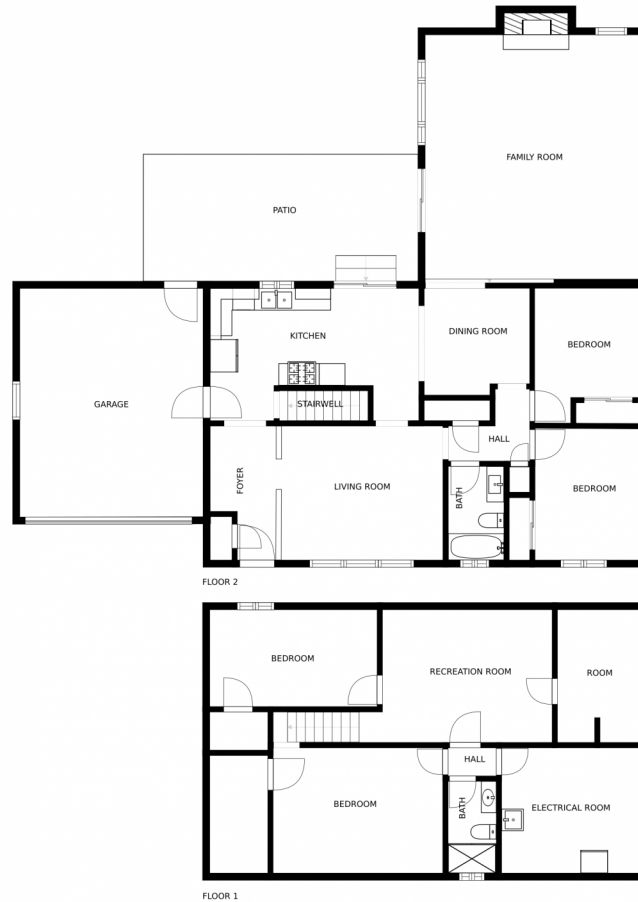 FAMILY ROOM
PATIO
KITCHEN
DINING ROOM
BEDROOM
GARAGE
STAIRWELL
HALL
FOYER
LIVING ROOM
BATH
BEDROOM
FLOOR 2
BEDROOM
RECREATION ROOM
ROOM
HALL
BEDROOM
BATH
ELECTRICAL ROOM
FLOOR 1